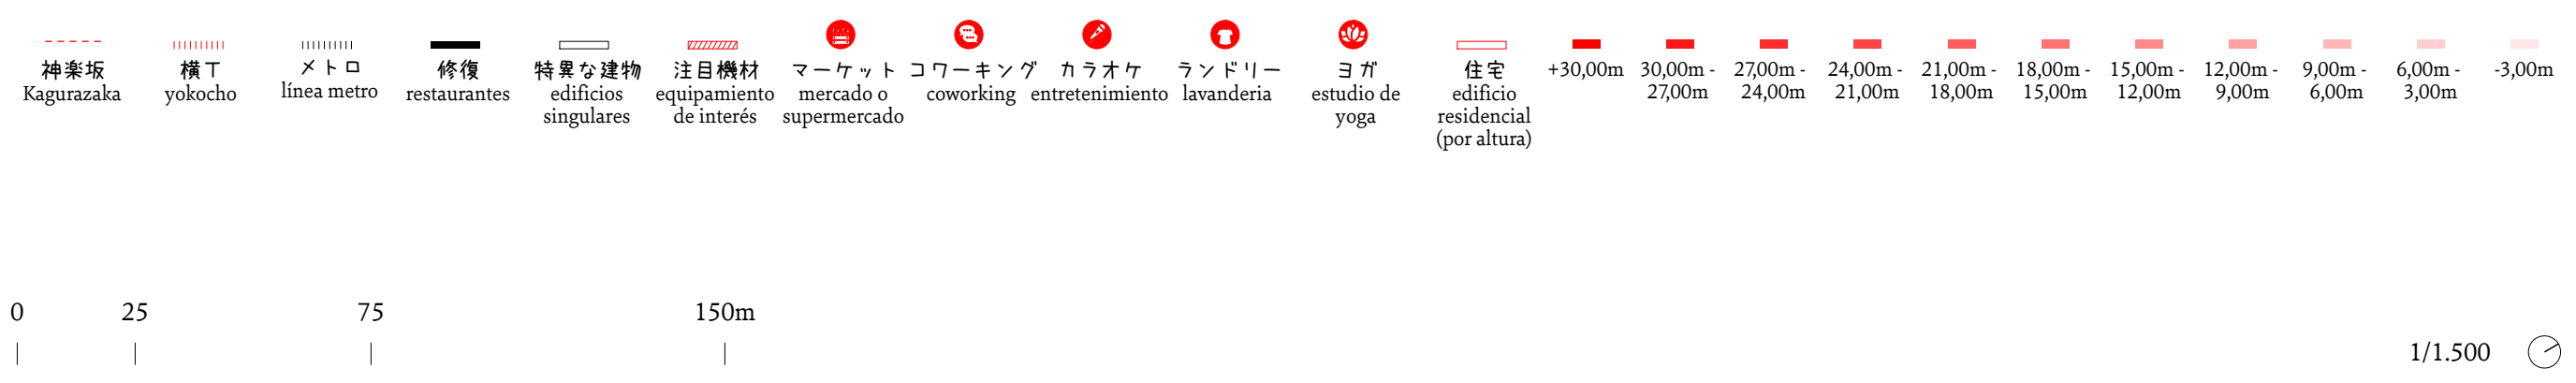 神楽坂
Kagurazaka
横丁
yokocho
メトロ
línea metro
修復
restaurantes
特異な建物
edificios
singulares
注目機材
equipamiento
de interés
マーケット
mercado o
supermercado
コワーキング
coworking
カラオケ
entretenimiento
ランドリー
lavanderia
ヨガ
estudio de
yoga
住宅
edificio
residencial
(por altura)
+30,00m
30,00m -
27,00m
27,00m -
24,00m
24,00m -
21,00m
21,00m -
18,00m
18,00m -
15,00m
15,00m -
12,00m
12,00m -
9,00m
9,00m -
6,00m
6,00m -
3,00m
-3,00m
0 25 75 150m
1/1.500